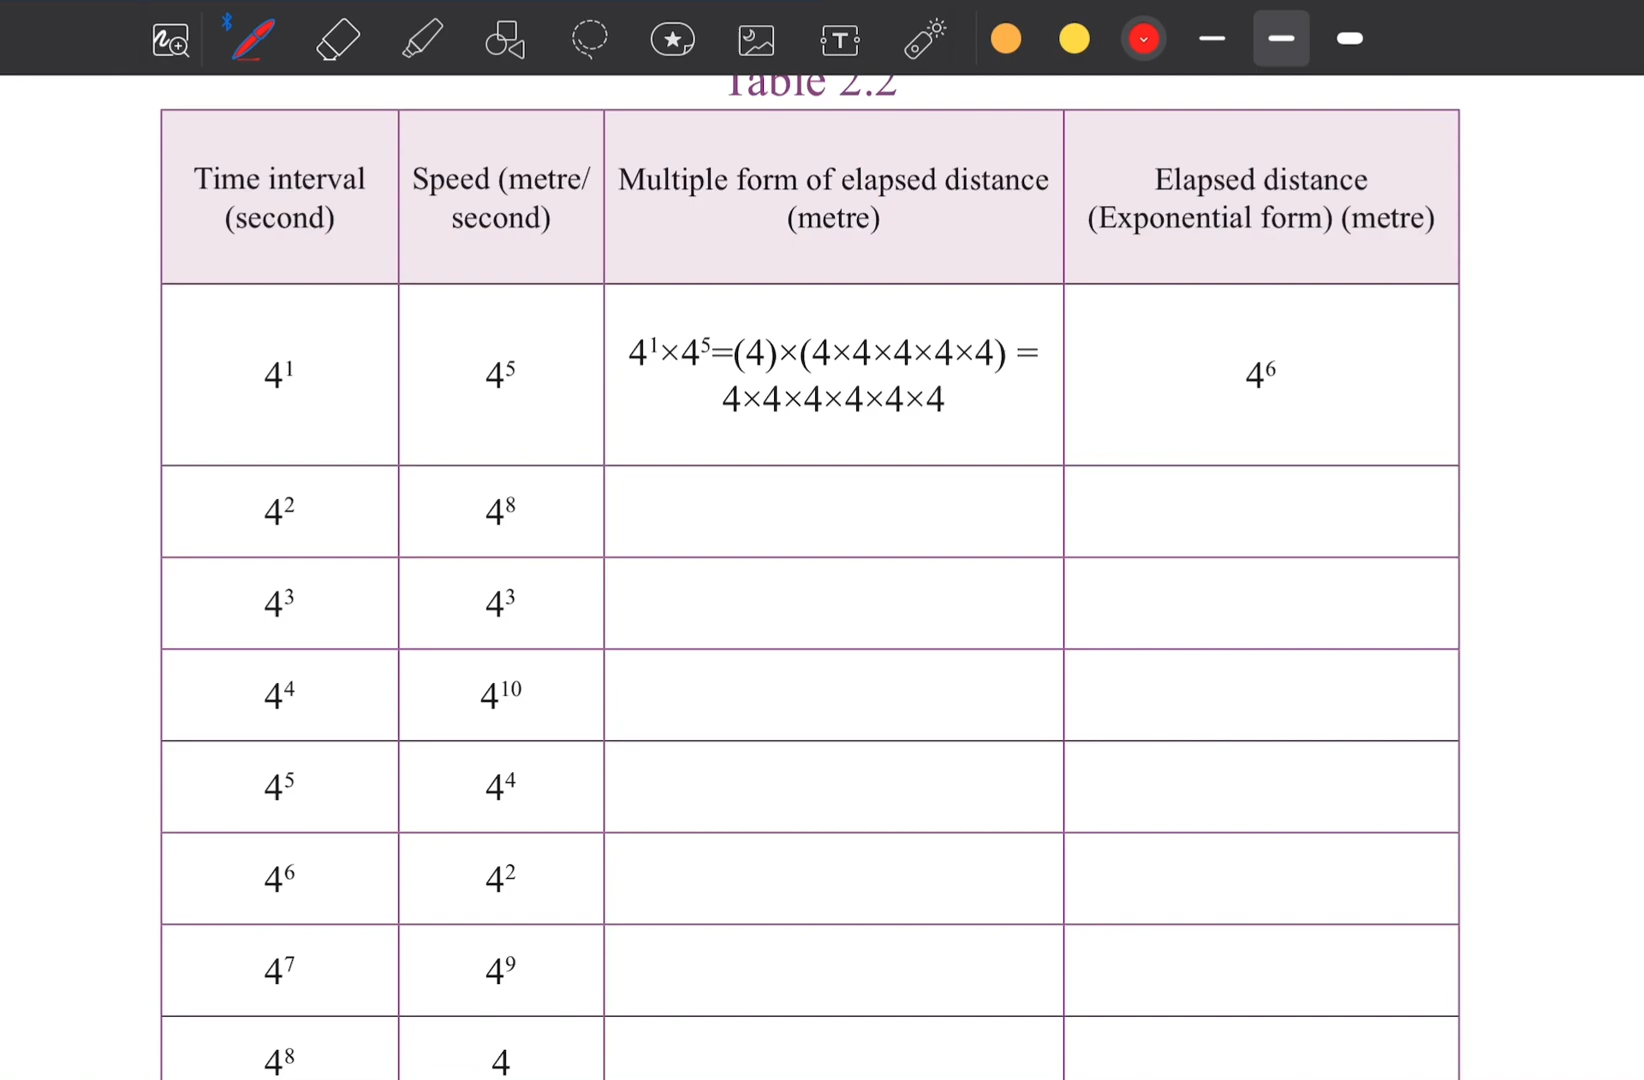 Table 2.2
Time interval (second)	Speed (metre/ second)	Multiple form of elapsed distance (metre)	Elapsed distance (Exponential form) (metre)
4¹	4⁵	4¹×4⁵=(4)×(4×4×4×4×4) = 4×4×4×4×4×4	4⁶
4²	4⁸
4³	4³
4⁴	4¹⁰
4⁵	4⁴
4⁶	4²
4⁷	4⁹
4⁸	4